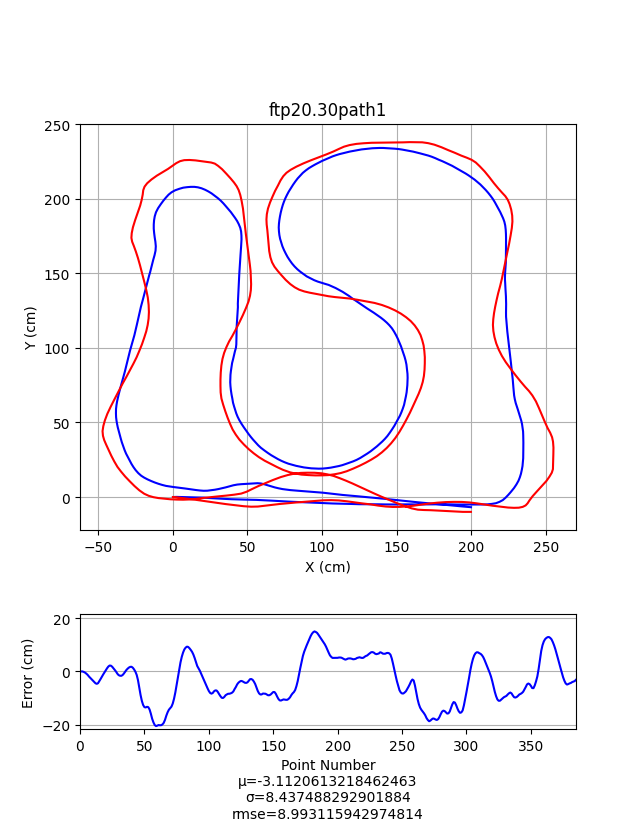 ftp20.30path1
250
200
150
100
50
0
Y (cm)
−50 0 50 100 150 200 250
X (cm)
20
0
−20
Error (cm)
0 50 100 150 200 250 300 350
Point Number
μ=-3.1120613218462463
σ=8.437488292901884
rmse=8.993115942974814